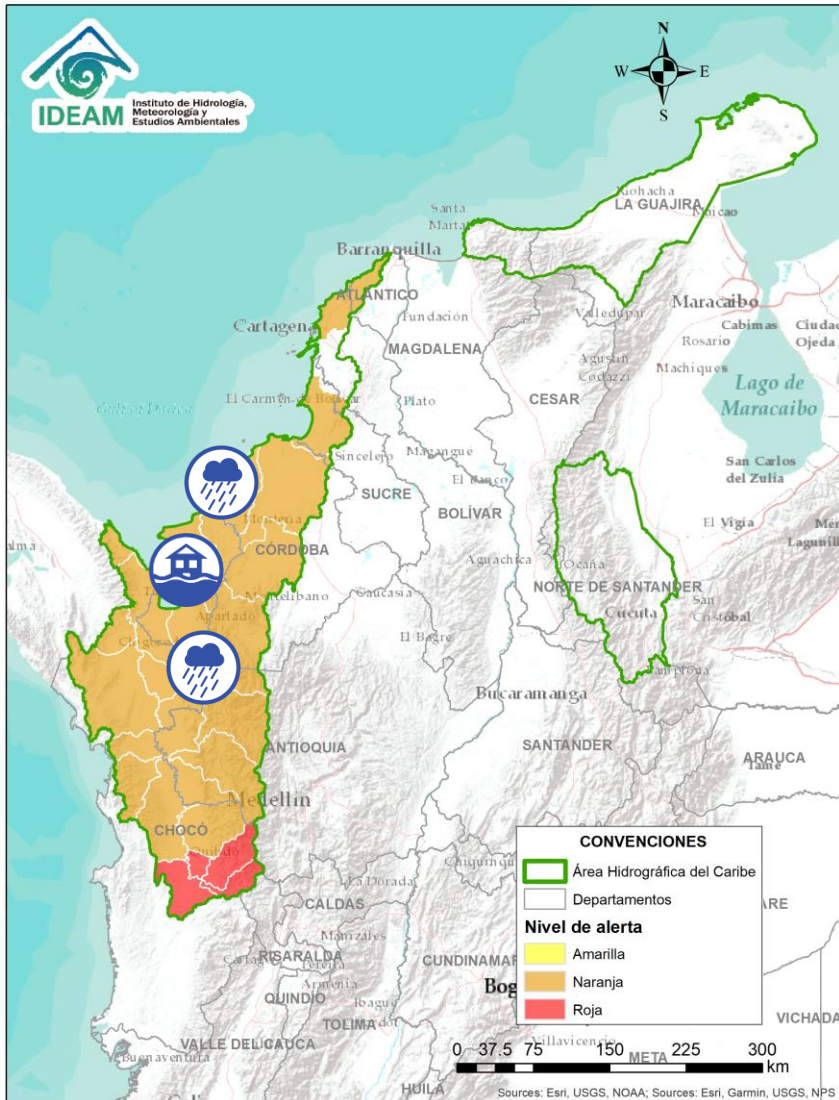 IDEAM
Instituto de Hidrología,
Meteorología y
Estudios Ambientales
N
W
E
S
Riohacha
LA GUAJIRA
Maicao
Santa
Marta
Barranquilla
ATLÁNTICO
Maracaibo
Cabimas
Ciudad
Ojeda
Cartagena
Fundación
Valledupar
Rosario
MAGDALENA
Agustín
Codazzi
Machiques
CESAR
Lago de
Maracaibo
El Carmen de Bolívar
Plato
Sincelejo
Magangué
San Carlos
del Zulia
SUCRE
El Banco
BOLÍVAR
El Vigía
Montería
CÓRDOBA
Aguachica
Ocaña
NORTE DE SANTANDER
Cúcuta
San
Cristóbal
Caucasia
Apartadó
El Bagre
Pamplona
Bucaramanga
ANTIOQUIA
SANTANDER
ARAUCA
Tame
Medellín
CHOCÓ
Quibdó
Chiquinqu
La Dorada
CALDAS
Manizales
RISARALDA
Pereira
Armenia
QUINDÍO
Ibagué
TOLIMA
CUNDINAMAR
Bog
VICHADA
VALLE DEL CAUCA
Buenaventura
Villavicencio
META
HUILA
CONVENCIONES
Área Hidrográfica del Caribe
Departamentos
Nivel de alerta
Amarilla
Naranja
Roja
0 37.5 75 150 225 300
km
Sources: Esri, USGS, NOAA; Sources: Esri, Garmin, USGS, NPS